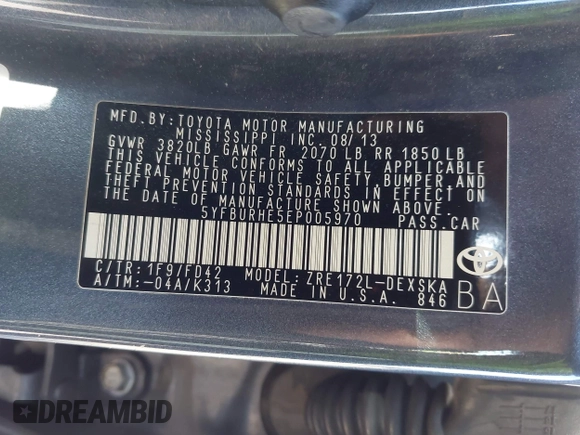 MFD.BY:TOYOTA MOTOR MANUFACTURING
MISSISSIPPI INC. 08/13
GVWR 3820LB GAWR FR 2070 LB RR 1850 LB
THIS VEHICLE CONFORMS TO ALL APPLICABLE
FEDERAL MOTOR VEHICLE SAFETY, BUMPER, AND
THEFT PREVENTION STANDARDS IN EFFECT ON
THE DATE OF MANUFACTURE SHOWN ABOVE.
5YFBURHE5EP005970 PASS.CAR
C/TR:1F9/FD42 MODEL:ZRE172L-DEXSKA
A/TM:-04A/K313 MADE IN U.S.A. 846
BA
DREAMBID